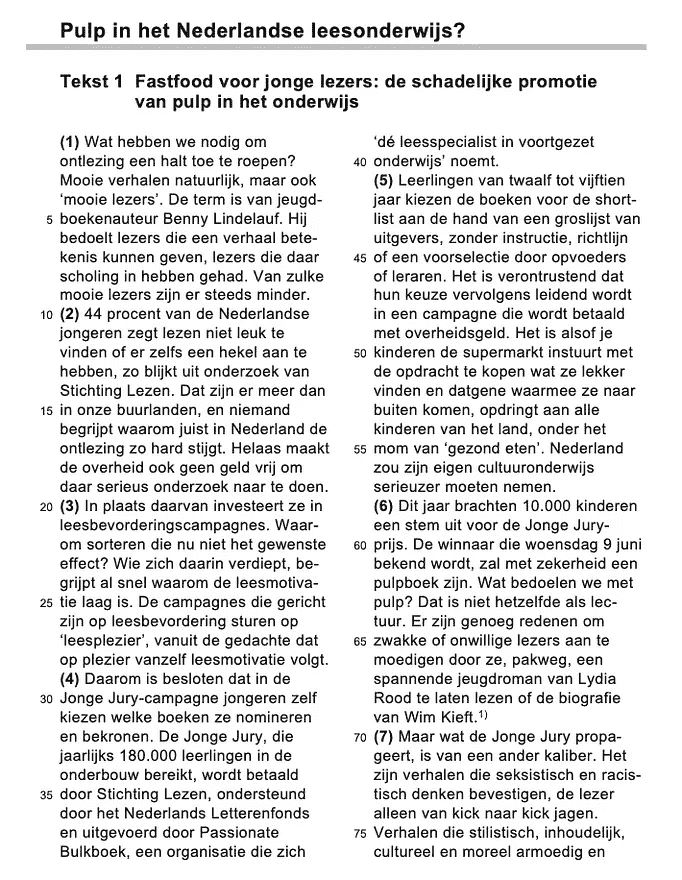 Pulp in het Nederlandse leesonderwijs?
Tekst 1 Fastfood voor jonge lezers: de schadelijke promotie
van pulp in het onderwijs
(1) Wat hebben we nodig om
ontlezing een halt toe te roepen?
Mooie verhalen natuurlijk, maar ook
‘mooie lezers’. De term is van jeugd-
5 boekenauteur Benny Lindelauf. Hij
bedoelt lezers die een verhaal bete-
kenis kunnen geven, lezers die daar
scholing in hebben gehad. Van zulke
mooie lezers zijn er steeds minder.
10 (2) 44 procent van de Nederlandse
jongeren zegt lezen niet leuk te
vinden of er zelfs een hekel aan te
hebben, zo blijkt uit onderzoek van
Stichting Lezen. Dat zijn er meer dan
15 in onze buurlanden, en niemand
begrijpt waarom juist in Nederland de
ontlezing zo hard stijgt. Helaas maakt
de overheid ook geen geld vrij om
daar serieus onderzoek naar te doen.
20 (3) In plaats daarvan investeert ze in
leesbevorderingscampagnes. Waar-
om sorteren die nu niet het gewenste
effect? Wie zich daarin verdiept, be-
grijpt al snel waarom de leesmotiva-
25 tie laag is. De campagnes die gericht
zijn op leesbevordering sturen op
‘leesplezier’, vanuit de gedachte dat
op plezier vanzelf leesmotivatie volgt.
(4) Daarom is besloten dat in de
30 Jonge Jury-campagne jongeren zelf
kiezen welke boeken ze nomineren
en bekronen. De Jonge Jury, die
jaarlijks 180.000 leerlingen in de
onderbouw bereikt, wordt betaald
35 door Stichting Lezen, ondersteund
door het Nederlands Letterenfonds
en uitgevoerd door Passionate
Bulkboek, een organisatie die zich
‘dé leesspecialist in voortgezet
40 onderwijs’ noemt.
(5) Leerlingen van twaalf tot vijftien
jaar kiezen de boeken voor de short-
list aan de hand van een groslijst van
uitgevers, zonder instructie, richtlijn
45 of een voorselectie door opvoeders
of leraren. Het is verontrustend dat
hun keuze vervolgens leidend wordt
in een campagne die wordt betaald
met overheidsgeld. Het is alsof je
50 kinderen de supermarkt instuurt met
de opdracht te kopen wat ze lekker
vinden en datgene waarmee ze naar
buiten komen, opdringt aan alle
kinderen van het land, onder het
55 mom van ‘gezond eten’. Nederland
zou zijn eigen cultuuronderwijs
serieuzer moeten nemen.
(6) Dit jaar brachten 10.000 kinderen
een stem uit voor de Jonge Jury-
60 prijs. De winnaar die woensdag 9 juni
bekend wordt, zal met zekerheid een
pulpboek zijn. Wat bedoelen we met
pulp? Dat is niet hetzelfde als lec-
tuur. Er zijn genoeg redenen om
65 zwakke of onwillige lezers aan te
moedigen door ze, pakweg, een
spannende jeugdroman van Lydia
Rood te laten lezen of de biografie
van Wim Kieft.1)
70 (7) Maar wat de Jonge Jury propa-
geert, is van een ander kaliber. Het
zijn verhalen die seksistisch en racis-
tisch denken bevestigen, de lezer
alleen van kick naar kick jagen.
75 Verhalen die stilistisch, inhoudelijk,
cultureel en moreel armoedig en